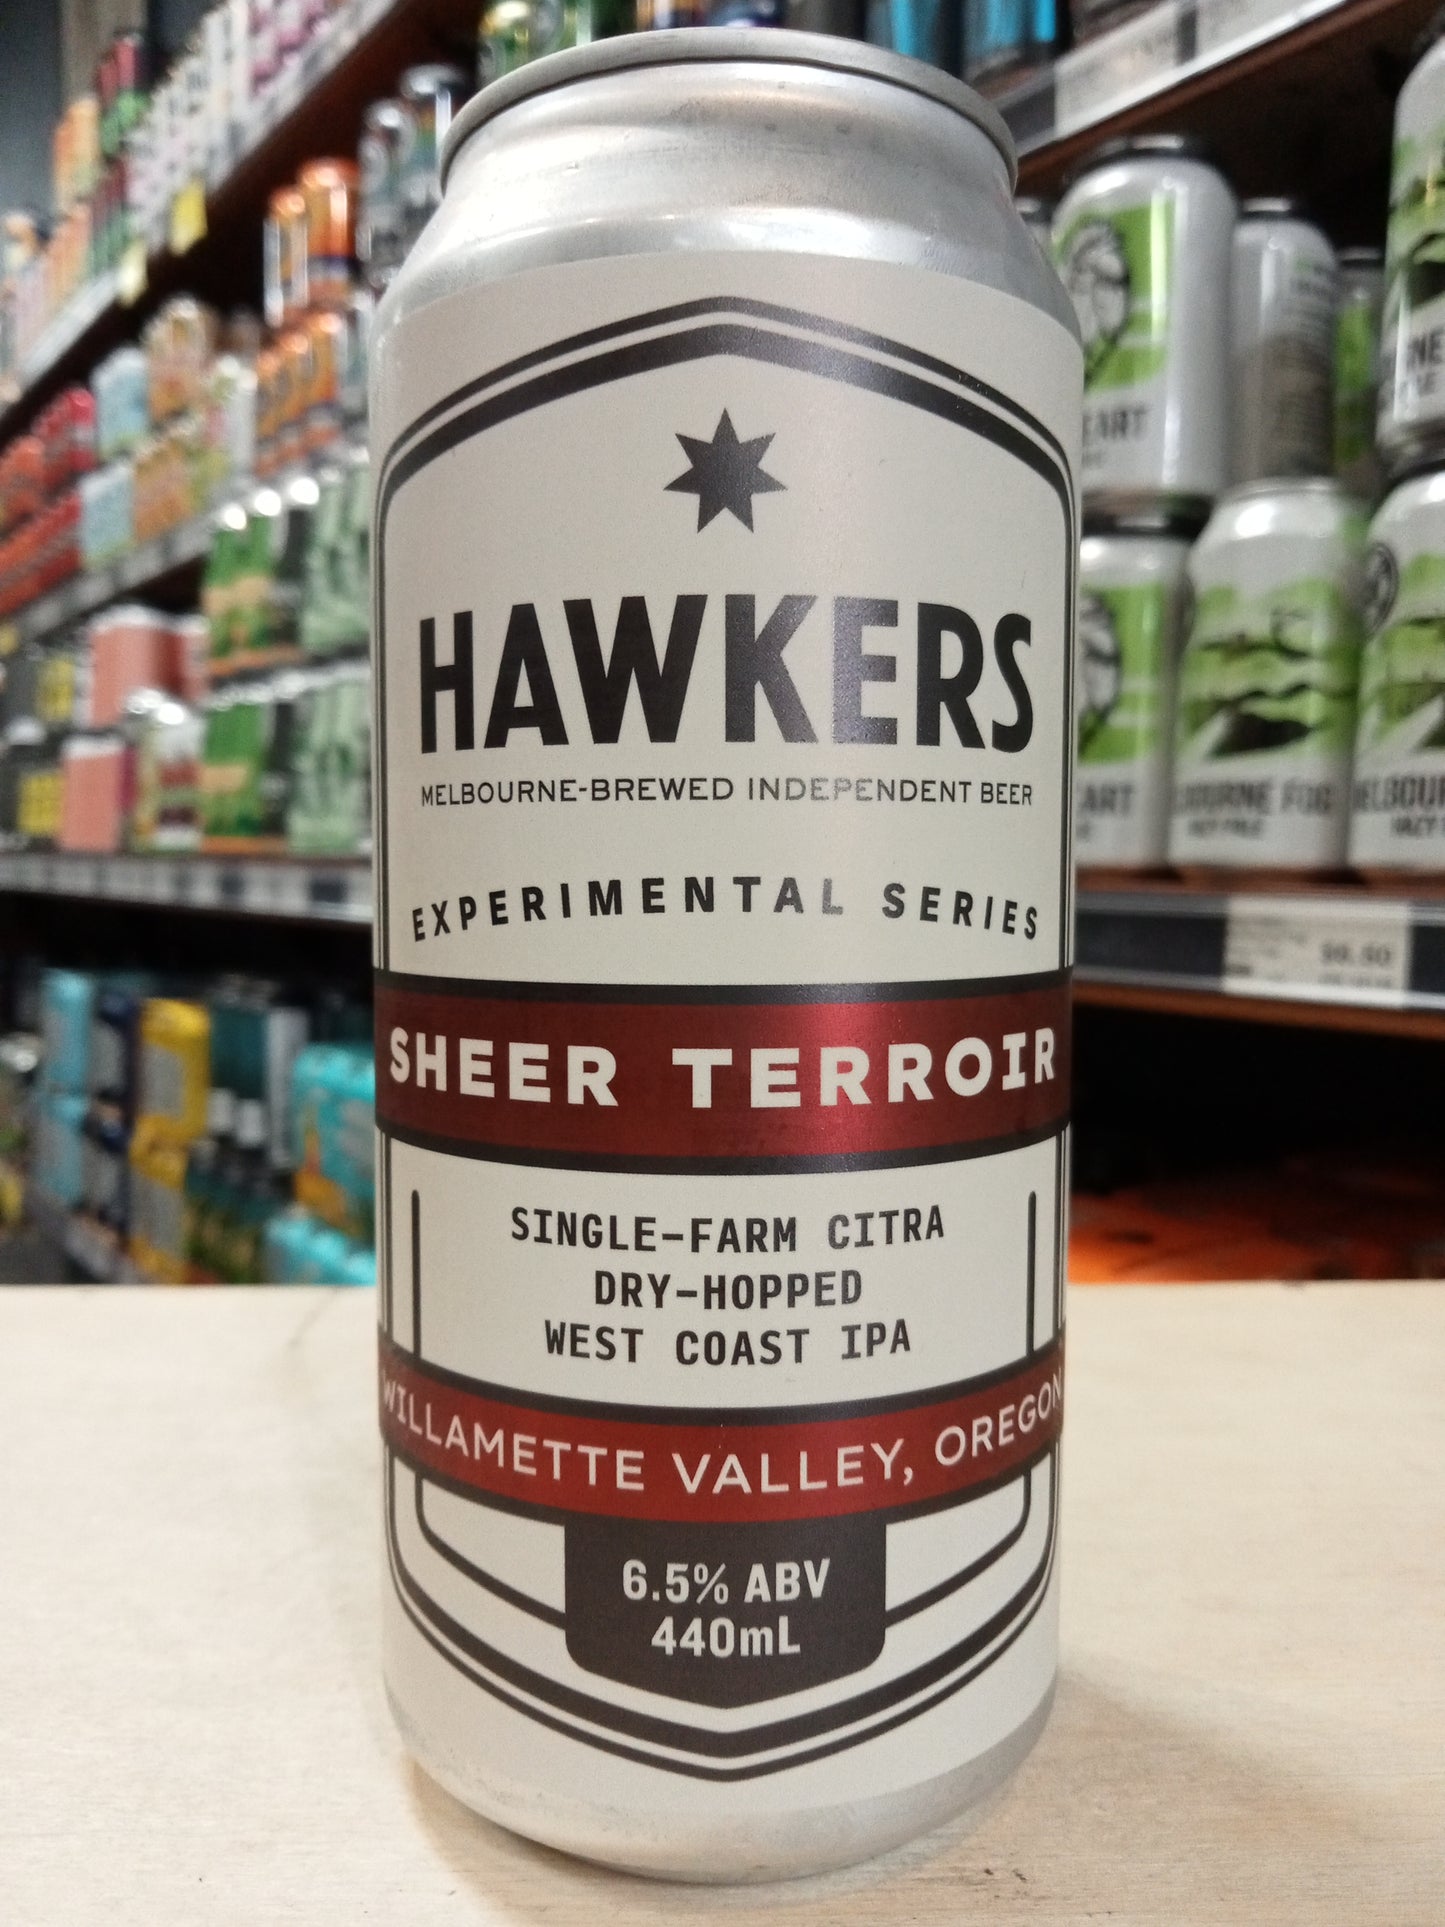 HAWKERS
MELBOURNE-BREWED INDEPENDENT BEER
EXPERIMENTAL SERIES
SHEER TERROIR
SINGLE-FARM CITRA
DRY-HOPPED
WEST COAST IPA
WILLAMETTE VALLEY, OREGON
6.5% ABV
440mL